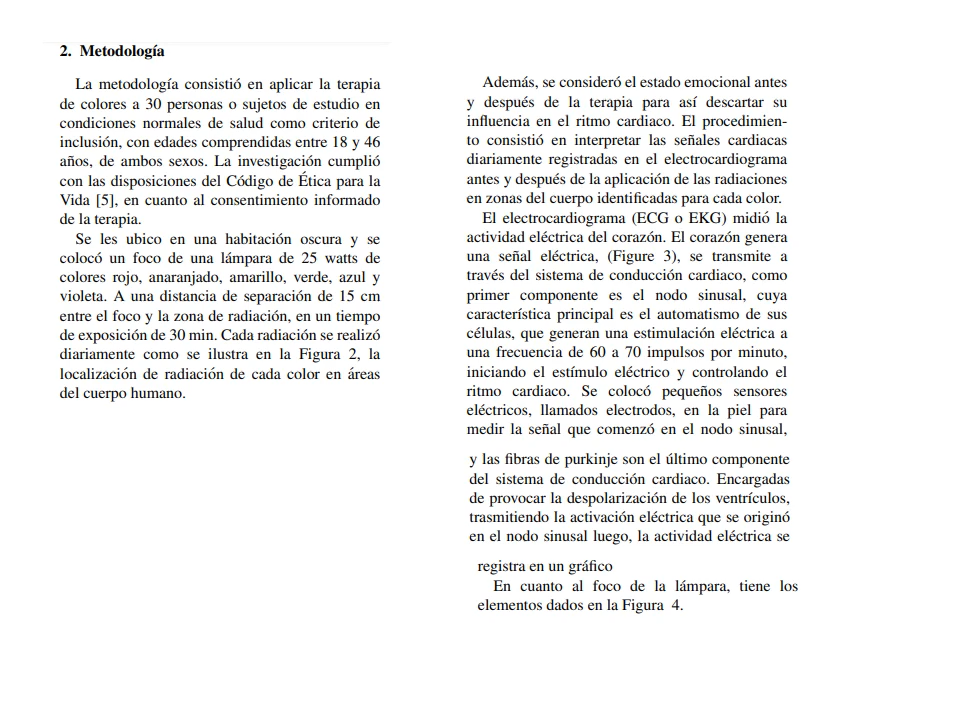 2. Metodología
La metodología consistió en aplicar la terapia
de colores a 30 personas o sujetos de estudio en
condiciones normales de salud como criterio de
inclusión, con edades comprendidas entre 18 y 46
años, de ambos sexos. La investigación cumplió
con las disposiciones del Código de Ética para la
Vida [5], en cuanto al consentimiento informado
de la terapia.
Se les ubico en una habitación oscura y se
colocó un foco de una lámpara de 25 watts de
colores rojo, anaranjado, amarillo, verde, azul y
violeta. A una distancia de separación de 15 cm
entre el foco y la zona de radiación, en un tiempo
de exposición de 30 min. Cada radiación se realizó
diariamente como se ilustra en la Figura 2, la
localización de radiación de cada color en áreas
del cuerpo humano.
Además, se consideró el estado emocional antes
y después de la terapia para así descartar su
influencia en el ritmo cardiaco. El procedimien-
to consistió en interpretar las señales cardiacas
diariamente registradas en el electrocardiograma
antes y después de la aplicación de las radiaciones
en zonas del cuerpo identificadas para cada color.
El electrocardiograma (ECG o EKG) midió la
actividad eléctrica del corazón. El corazón genera
una señal eléctrica, (Figure 3), se transmite a
través del sistema de conducción cardiaco, como
primer componente es el nodo sinusal, cuya
característica principal es el automatismo de sus
células, que generan una estimulación eléctrica a
una frecuencia de 60 a 70 impulsos por minuto,
iniciando el estímulo eléctrico y controlando el
ritmo cardiaco. Se colocó pequeños sensores
eléctricos, llamados electrodos, en la piel para
medir la señal que comenzó en el nodo sinusal,
y las fibras de purkinje son el último componente
del sistema de conducción cardiaco. Encargadas
de provocar la despolarización de los ventrículos,
trasmitiendo la activación eléctrica que se originó
en el nodo sinusal luego, la actividad eléctrica se
registra en un gráfico
En cuanto al foco de la lámpara, tiene los
elementos dados en la Figura 4.